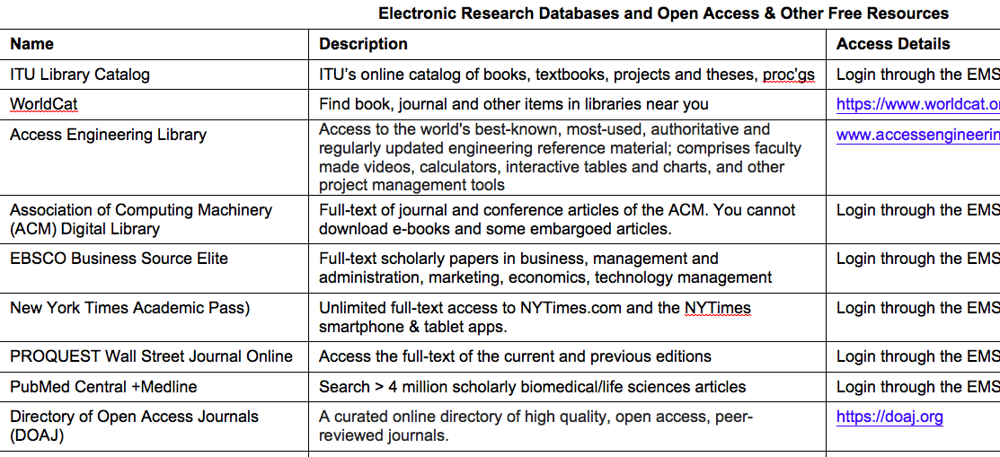 Electronic Research Databases and Open Access & Other Free Resources
Name Description Access Details
ITU Library Catalog ITU’s online catalog of books, textbooks, projects and theses, proc’gs Login through the EMS
WorldCat Find book, journal and other items in libraries near you https://www.worldcat.o
Access Engineering Library Access to the world's best-known, most-used, authoritative and www.accessengineerin
regularly updated engineering reference material; comprises faculty
made videos, calculators, interactive tables and charts, and other
project management tools
Association of Computing Machinery Full-text of journal and conference articles of the ACM. You cannot Login through the EMS
(ACM) Digital Library download e-books and some embargoed articles.
EBSCO Business Source Elite Full-text scholarly papers in business, management and Login through the EMS
administration, marketing, economics, technology management
New York Times Academic Pass) Unlimited full-text access to NYTimes.com and the NYTimes Login through the EMS
smartphone & tablet apps.
PROQUEST Wall Street Journal Online Access the full-text of the current and previous editions Login through the EMS
PubMed Central +Medline Search > 4 million scholarly biomedical/life sciences articles Login through the EMS
Directory of Open Access Journals A curated online directory of high quality, open access, peer- https://doaj.org
(DOAJ) reviewed journals.